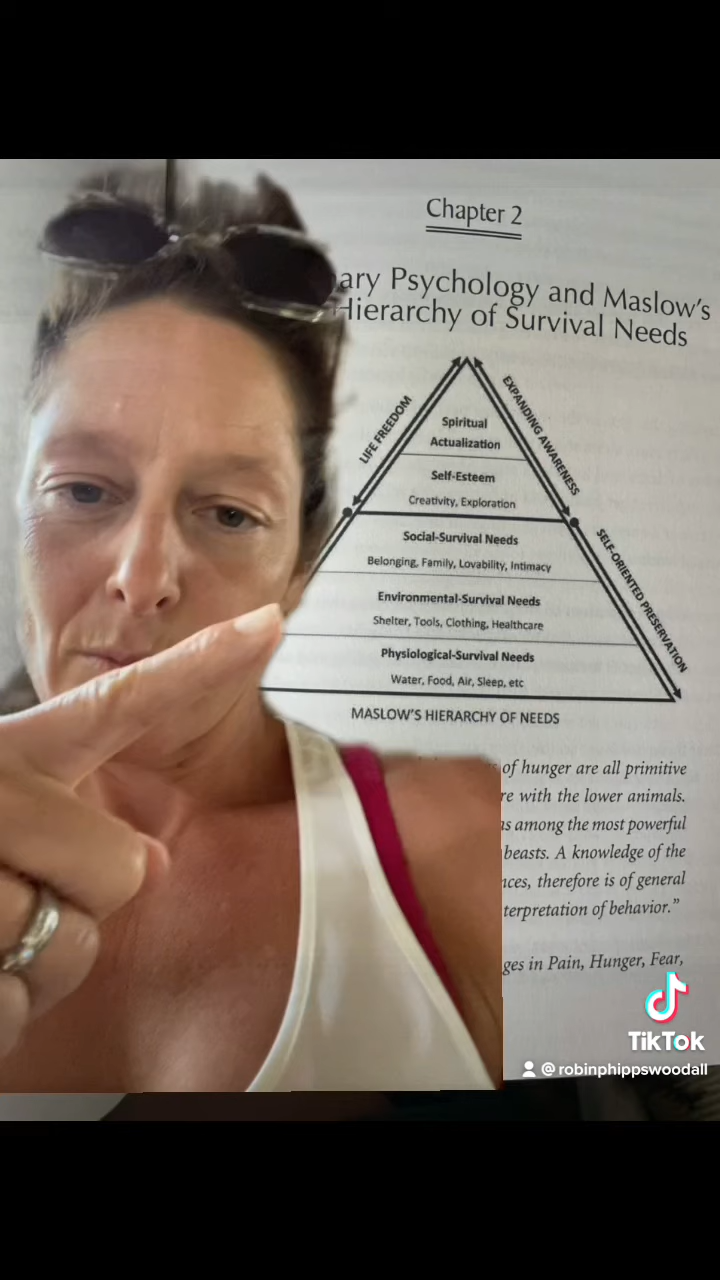 Chapter 2
ary Psychology and Maslow's
Hierarchy of Survival Needs
LIFE FREEDOM
EXPANDING AWARENESS
Spiritual
Actualization
Self-Esteem
Creativity, Exploration
Social-Survival Needs
Belonging, Family, Lovability, Intimacy
SELF-ORIENTED PRESERVATION
Environmental-Survival Needs
Shelter, Tools, Clothing, Healthcare
Physiological-Survival Needs
Water, Food, Air, Sleep, etc
MASLOW'S HIERARCHY OF NEEDS
of hunger are all primitive
re with the lower animals.
as among the most powerful
beasts. A knowledge of the
nces, therefore is of general
terpretation of behavior."
ges in Pain, Hunger, Fear,
TikTok
@robinphippswoodall